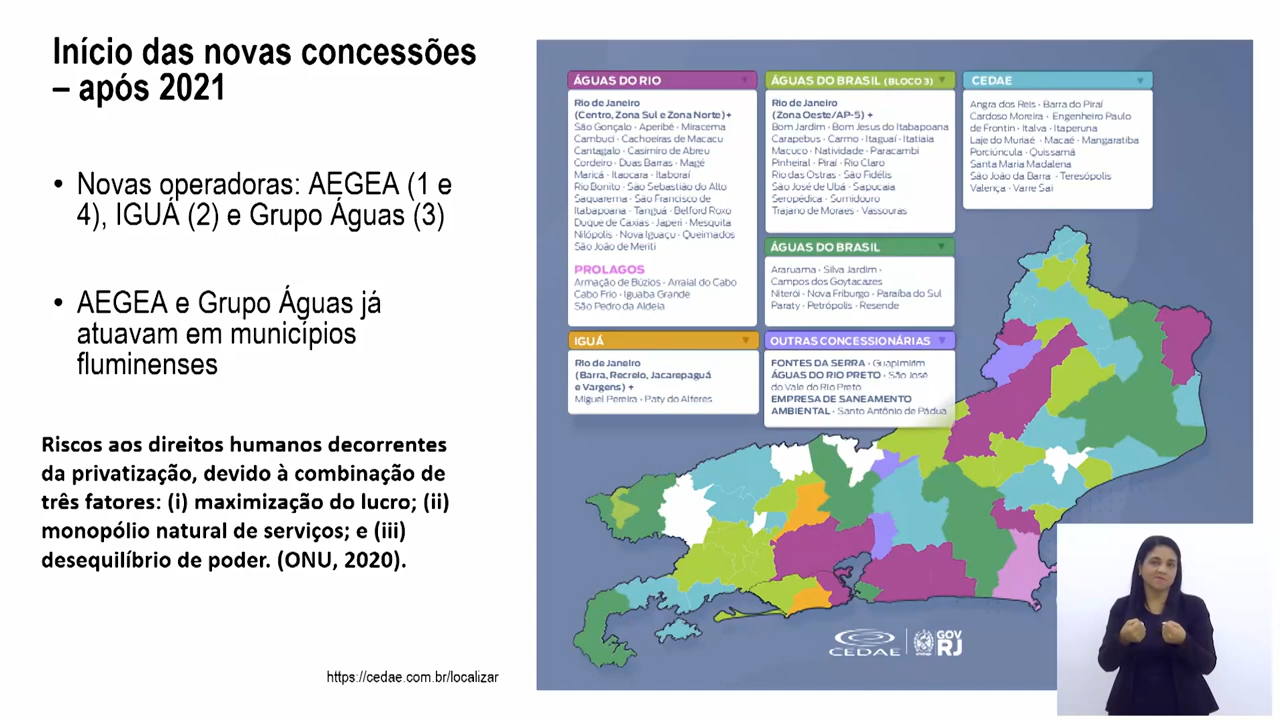 Início das novas concessões
– após 2021
• Novas operadoras: AEGEA (1 e
4), IGUÁ (2) e Grupo Águas (3)
• AEGEA e Grupo Águas já
atuavam em municípios
fluminenses
Riscos aos direitos humanos decorrentes
da privatização, devido à combinação de
três fatores: (i) maximização do lucro; (ii)
monopólio natural de serviços; e (iii)
desequilíbrio de poder. (ONU, 2020).
https://cedae.com.br/localizar
ÁGUAS DO RIO
Rio de Janeiro
(Centro, Zona Sul e Zona Norte) +
São Gonçalo • Aperibé • Miracema
Cambuci • Cachoeiras de Macacu
Cantagalo • Casimiro de Abreu
Cordeiro • Duas Barras • Magé
Maricá • Itaocara • Itaboraí
Rio Bonito • São Sebastião do Alto
Saquarema • São Francisco de
Itabapoana • Tanguá • Belford Roxo
Duque de Caxias • Japeri • Mesquita
Nilópolis • Nova Iguaçu • Queimados
São João de Meriti
PROLAGOS
Armação de Búzios • Arraial do Cabo
Cabo Frio • Iguaba Grande
São Pedro da Aldeia
IGUÁ
Rio de Janeiro
(Barra, Recreio, Jacarepaguá
e Vargens) +
Miguel Pereira • Paty do Alferes
ÁGUAS DO BRASIL (BLOCO 3)
Rio de Janeiro
(Zona Oeste/AP-5) +
Bom Jardim • Bom Jesus do Itabapoana
Carapebus • Carmo • Itaguaí • Itatiaia
Macuco • Natividade • Paracambi
Pinheiral • Piraí • Rio Claro
Rio das Ostras • São Fidélis
São José de Ubá • Sapucaia
Seropédica • Sumidouro
Trajano de Moraes • Vassouras
ÁGUAS DO BRASIL
Araruama • Silva Jardim •
Campos dos Goytacazes
Niterói • Nova Friburgo • Paraíba do Sul
Paraty • Petrópolis • Resende
OUTRAS CONCESSIONÁRIAS
FONTES DA SERRA • Guapimirim
ÁGUAS DO RIO PRETO • São José
do Vale do Rio Preto
EMPRESA DE SANEAMENTO
AMBIENTAL • Santo Antônio de Pádua
CEDAE
Angra dos Reis • Barra do Piraí
Cardoso Moreira • Engenheiro Paulo
de Frontin • Italva • Itaperuna
Laje do Muriaé • Macaé • Mangaratiba
Porciúncula • Quissamã
Santa Maria Madalena
São João da Barra • Teresópolis
Valença • Varre Sai
CEDAE
GOV
RJ